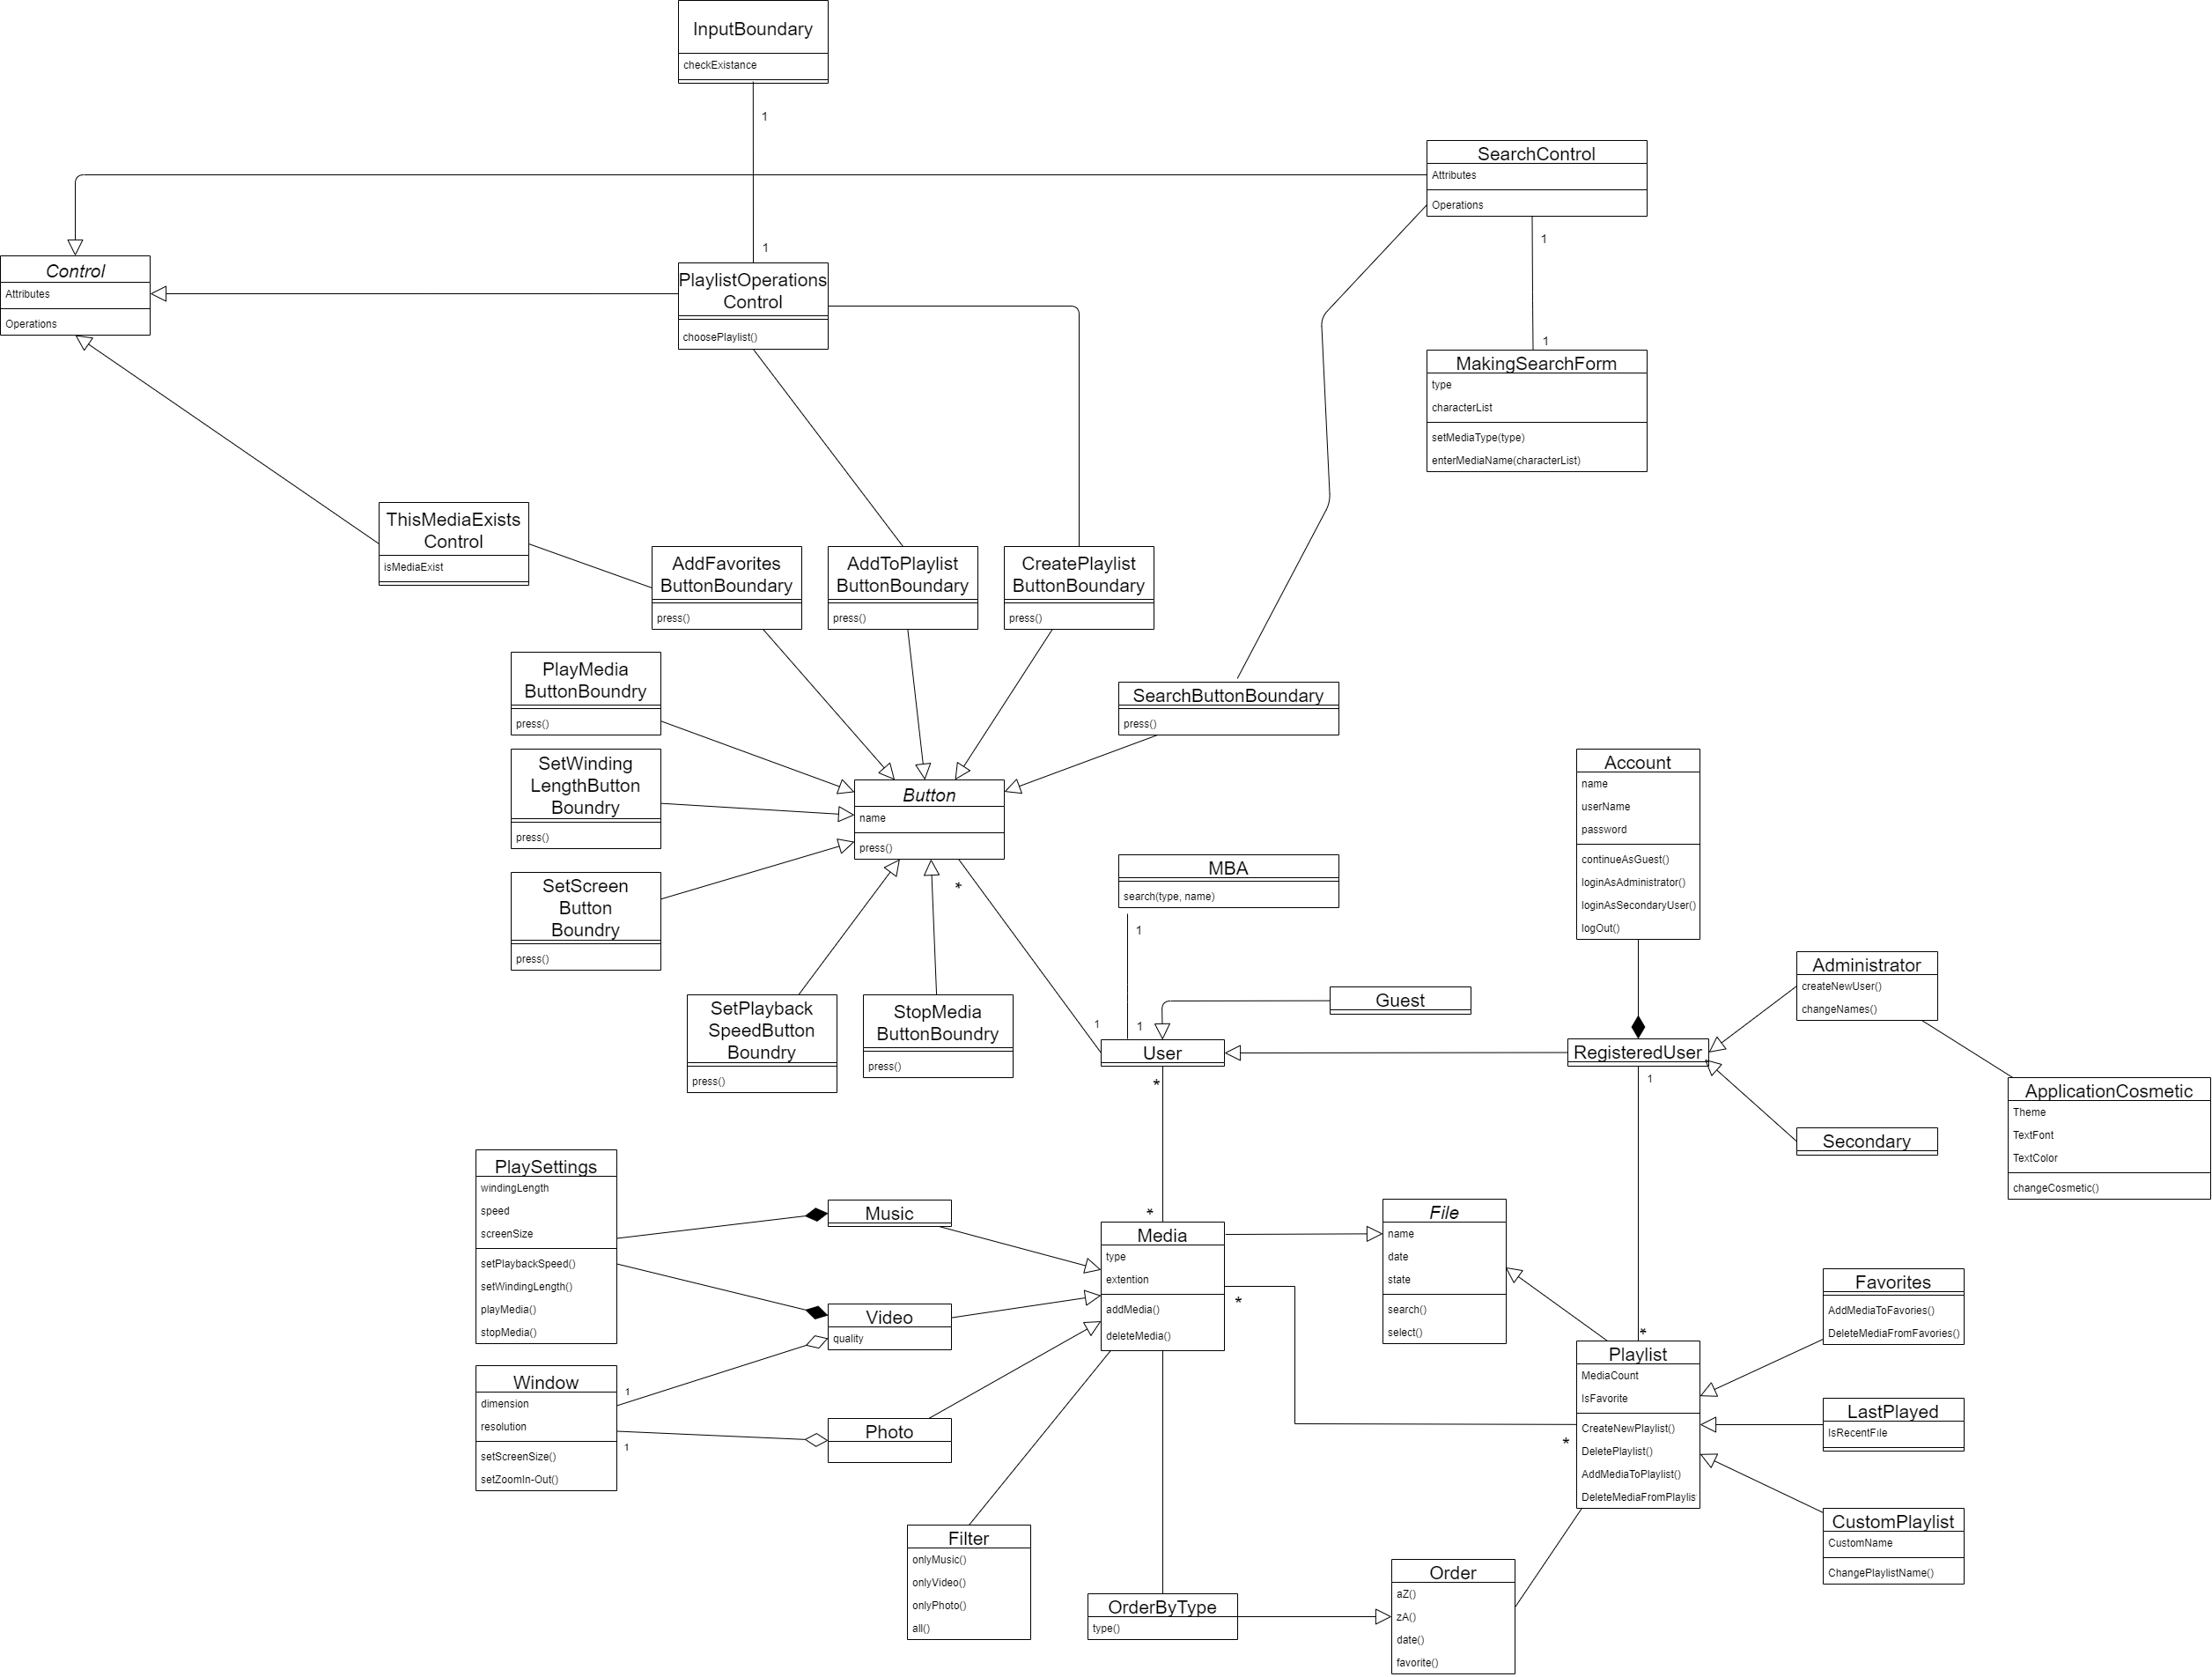 InputBoundary
checkExistance
1
1
SearchControl
Attributes
Operations
1
1
Control
Attributes
Operations
PlaylistOperations
Control
choosePlaylist()
MakingSearchForm
type
characterList
setMediaType(type)
enterMediaName(characterList)
ThisMediaExists
Control
isMediaExist
AddFavorites
ButtonBoundary
press()
AddToPlaylist
ButtonBoundary
press()
CreatePlaylist
ButtonBoundary
press()
PlayMedia
ButtonBoundry
press()
SearchButtonBoundary
press()
SetWinding
LengthButton
Boundry
press()
Button
name
press()
*
1
SetScreen
Button
Boundry
press()
SetPlayback
SpeedButton
Boundry
press()
StopMedia
ButtonBoundry
press()
MBA
search(type, name)
1
1
Account
name
userName
password
continueAsGuest()
loginAsAdministrator()
loginAsSecondaryUser()
logOut()
Guest
User
*
*
RegisteredUser
1
*
Administrator
createNewUser()
changeNames()
Secondary
ApplicationCosmetic
Theme
TextFont
TextColor
changeCosmetic()
PlaySettings
windingLength
speed
screenSize
setPlaybackSpeed()
setWindingLength()
playMedia()
stopMedia()
Music
Video
quality
Photo
Window
dimension
resolution
setScreenSize()
setZoomIn-Out()
1
1
Media
type
extention
addMedia()
deleteMedia()
*
*
File
name
date
state
search()
select()
Playlist
MediaCount
IsFavorite
CreateNewPlaylist()
DeletePlaylist()
AddMediaToPlaylist()
DeleteMediaFromPlaylis
Favorites
AddMediaToFavories()
DeleteMediaFromFavories()
LastPlayed
IsRecentFile
CustomPlaylist
CustomName
ChangePlaylistName()
Filter
onlyMusic()
onlyVideo()
onlyPhoto()
all()
OrderByType
type()
Order
aZ()
zA()
date()
favorite()